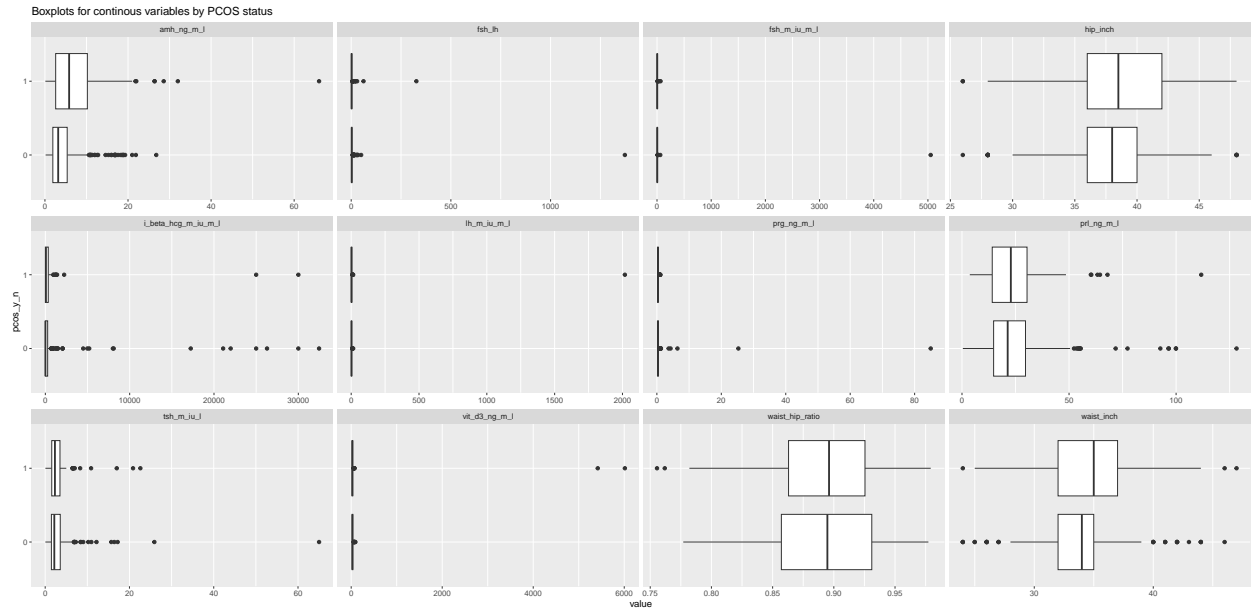 Boxplots for continous variables by PCOS status
amh_ng_m_l
fsh_lh
fsh_m_iu_m_l
hip_inch
1
0
0 20 40 60
0 500 1000
0 1000 2000 3000 4000 5000
25 30 35 40 45
i_beta_hcg_m_iu_m_l
lh_m_iu_m_l
prg_ng_m_l
prl_ng_m_l
pcos_y_n
1
0
0 10000 20000 30000
0 500 1000 1500 2000
0 20 40 60 80
0 50 100
tsh_m_iu_l
vit_d3_ng_m_l
waist_hip_ratio
waist_inch
1
0
0 20 40 60
0 2000 4000 6000
0.75 0.80 0.85 0.90 0.95
30 40
value